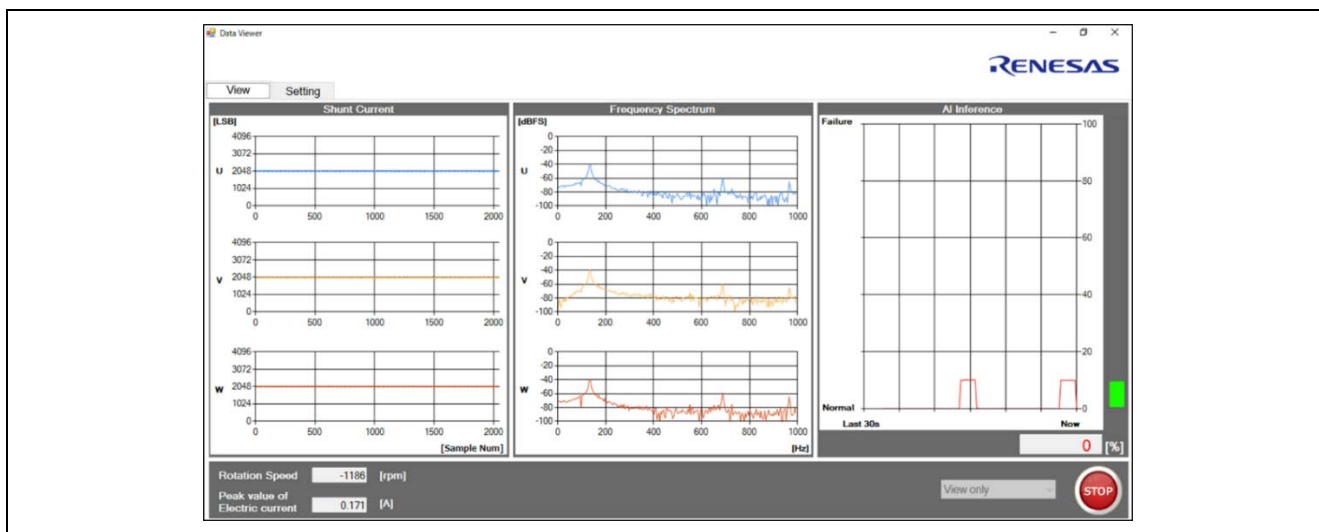 Data Viewer
RENESAS
View Setting
Shunt Current
[LSB]
4096
3072
U 2048
1024
0
0 500 1000 1500 2000
4096
3072
V 2048
1024
0
0 500 1000 1500 2000
4096
3072
W 2048
1024
0
0 500 1000 1500 2000
[Sample Num]
Frequency Spectrum
[dBFS]
0
-20
-40
U -60
-80
-100
0 200 400 600 800 1000
0
-20
-40
V -60
-80
-100
0 200 400 600 800 1000
0
-20
-40
W -60
-80
-100
0 200 400 600 800 1000
[Hz]
AI Inference
Failure 100
80
60
40
20
Normal 0
Last 30s Now
0 [%]
Rotation Speed -1186 [rpm]
Peak value of
Electric current 0.171 [A]
View only
STOP